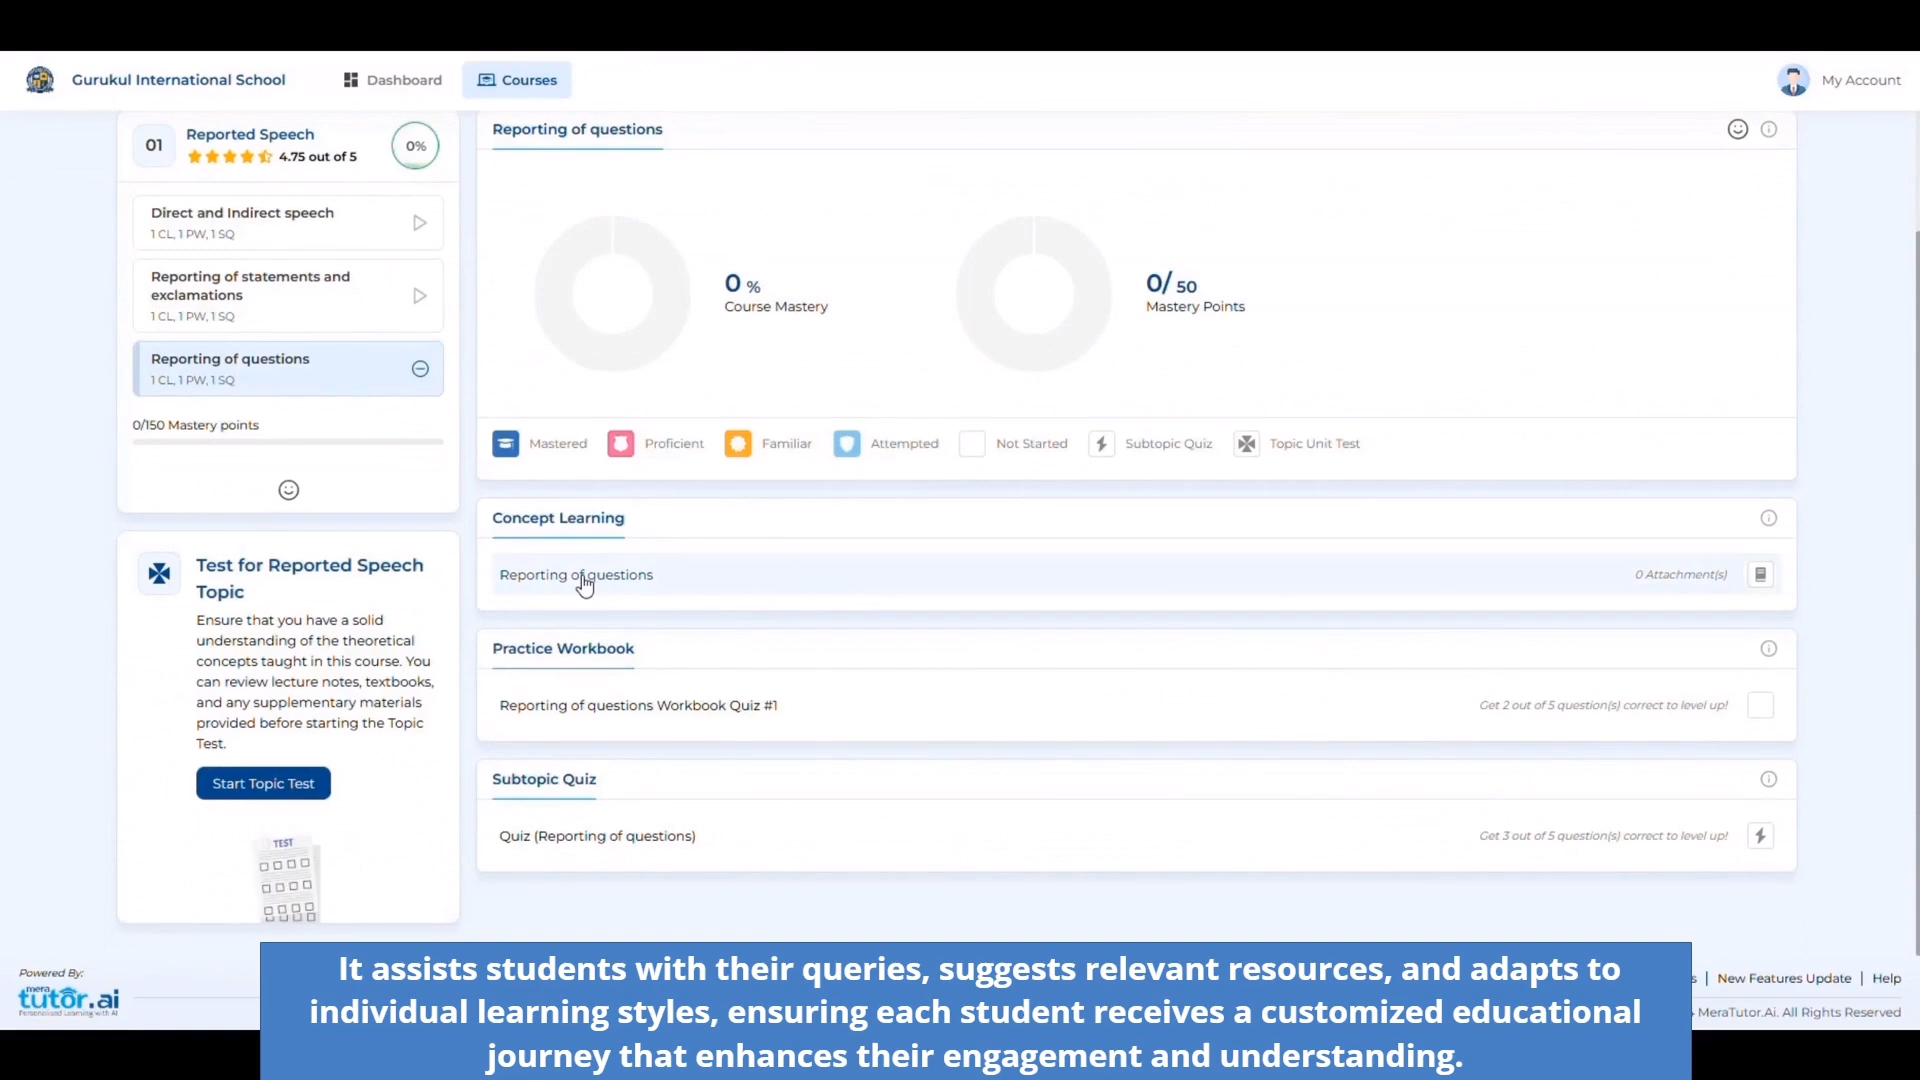 Gurukul International School
Dashboard
Courses
My Account
01
Reported Speech
4.75 out of 5
0%
Direct and Indirect speech
1 CL, 1 PW, 1 SQ
Reporting of statements and
exclamations
1 CL, 1 PW, 1 SQ
Reporting of questions
1 CL, 1 PW, 1 SQ
0/150 Mastery points
Test for Reported Speech
Topic
Ensure that you have a solid
understanding of the theoretical
concepts taught in this course. You
can review lecture notes, textbooks,
and any supplementary materials
provided before starting the Topic
Test.
Start Topic Test
TEST
Reporting of questions
0 %
Course Mastery
0/ 50
Mastery Points
Mastered
Proficient
Familiar
Attempted
Not Started
Subtopic Quiz
Topic Unit Test
Concept Learning
Reporting of questions
0 Attachment(s)
Practice Workbook
Reporting of questions Workbook Quiz #1
Get 2 out of 5 question(s) correct to level up!
Subtopic Quiz
Quiz (Reporting of questions)
Get 3 out of 5 question(s) correct to level up!
Powered By:
mera
tutor.ai
Personalised Learning with AI
New Features Update | Help
MeraTutor.Ai. All Rights Reserved
It assists students with their queries, suggests relevant resources, and adapts to
individual learning styles, ensuring each student receives a customized educational
journey that enhances their engagement and understanding.